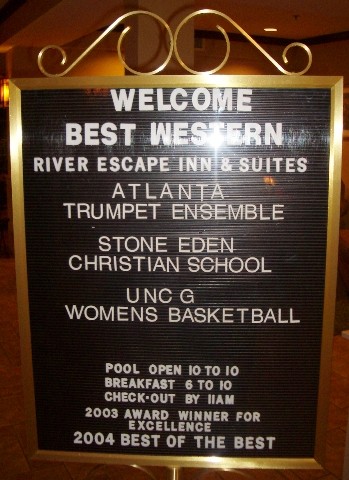 WELCOME
BEST WESTERN
RIVER ESCAPE INN & SUITES
ATLANTA
TRUMPET ENSEMBLE
STONE EDEN
CHRISTIAN SCHOOL
UNC G
WOMENS BASKETBALL
POOL OPEN 10 TO 10
BREAKFAST 6 TO 10
CHECK-OUT BY 11AM
2003 AWARD WINNER FOR
EXCELLENCE
2004 BEST OF THE BEST